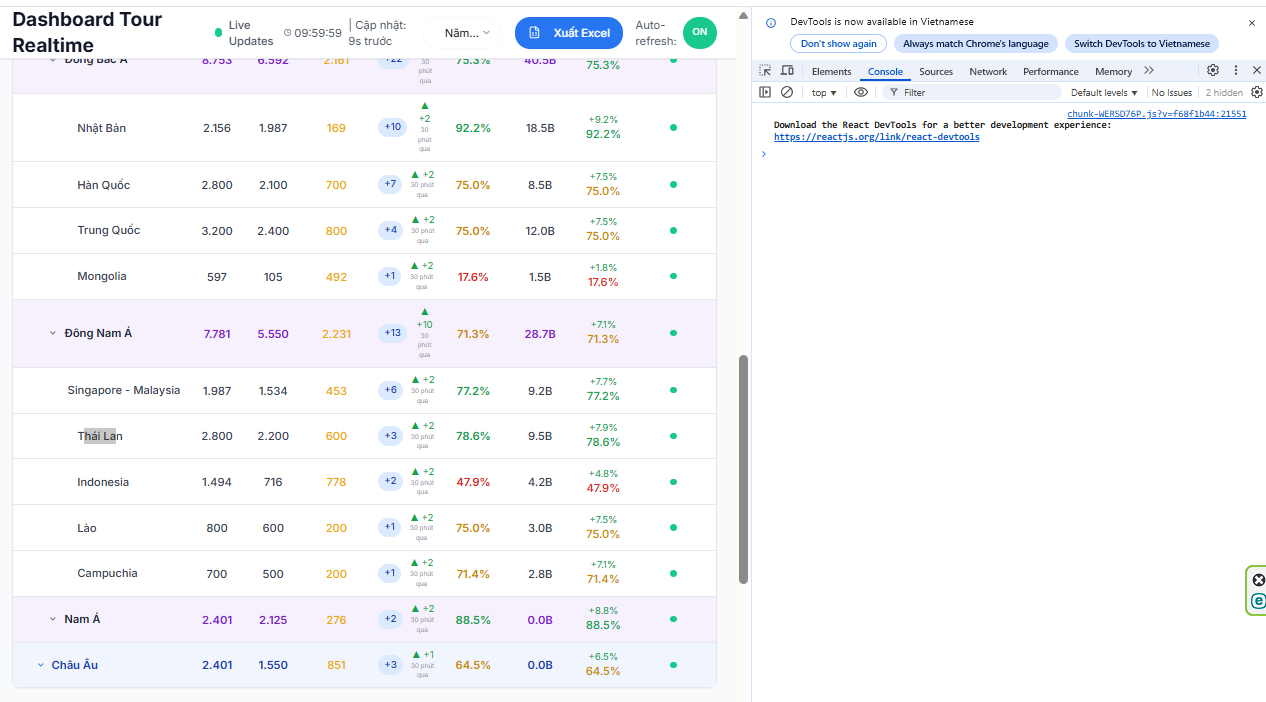 Dashboard Tour
Realtime
Live
Updates
09:59:59
| Cập nhật:
9s trước
Năm...
Xuất Excel
Auto-
refresh:
ON
Đông Bắc Á 8.753 6.592 2.161 +22 30 phút qua 75.3% 40.5B 75.3%
Nhật Bản 2.156 1.987 169 +10 ▲ +2 30 phút qua 92.2% 18.5B +9.2% 92.2%
Hàn Quốc 2.800 2.100 700 +7 ▲ +2 30 phút qua 75.0% 8.5B +7.5% 75.0%
Trung Quốc 3.200 2.400 800 +4 ▲ +2 30 phút qua 75.0% 12.0B +7.5% 75.0%
Mongolia 597 105 492 +1 ▲ +2 30 phút qua 17.6% 1.5B +1.8% 17.6%
Đông Nam Á 7.781 5.550 2.231 +13 ▲ +10 30 phút qua 71.3% 28.7B +7.1% 71.3%
Singapore - Malaysia 1.987 1.534 453 +6 ▲ +2 30 phút qua 77.2% 9.2B +7.7% 77.2%
Thái Lan 2.800 2.200 600 +3 ▲ +2 30 phút qua 78.6% 9.5B +7.9% 78.6%
Indonesia 1.494 716 778 +2 ▲ +2 30 phút qua 47.9% 4.2B +4.8% 47.9%
Lào 800 600 200 +1 ▲ +2 30 phút qua 75.0% 3.0B +7.5% 75.0%
Campuchia 700 500 200 +1 ▲ +2 30 phút qua 71.4% 2.8B +7.1% 71.4%
Nam Á 2.401 2.125 276 +2 ▲ +2 30 phút qua 88.5% 0.0B +8.8% 88.5%
Châu Âu 2.401 1.550 851 +3 ▲ +1 30 phút qua 64.5% 0.0B +6.5% 64.5%
DevTools is now available in Vietnamese
Don't show again
Always match Chrome's language
Switch DevTools to Vietnamese
Elements Console Sources Network Performance Memory
top Filter Default levels No Issues 2 hidden
chunk-WERSD76P.js?v=f68f1b44:21551
Download the React DevTools for a better development experience:
https://reactjs.org/link/react-devtools